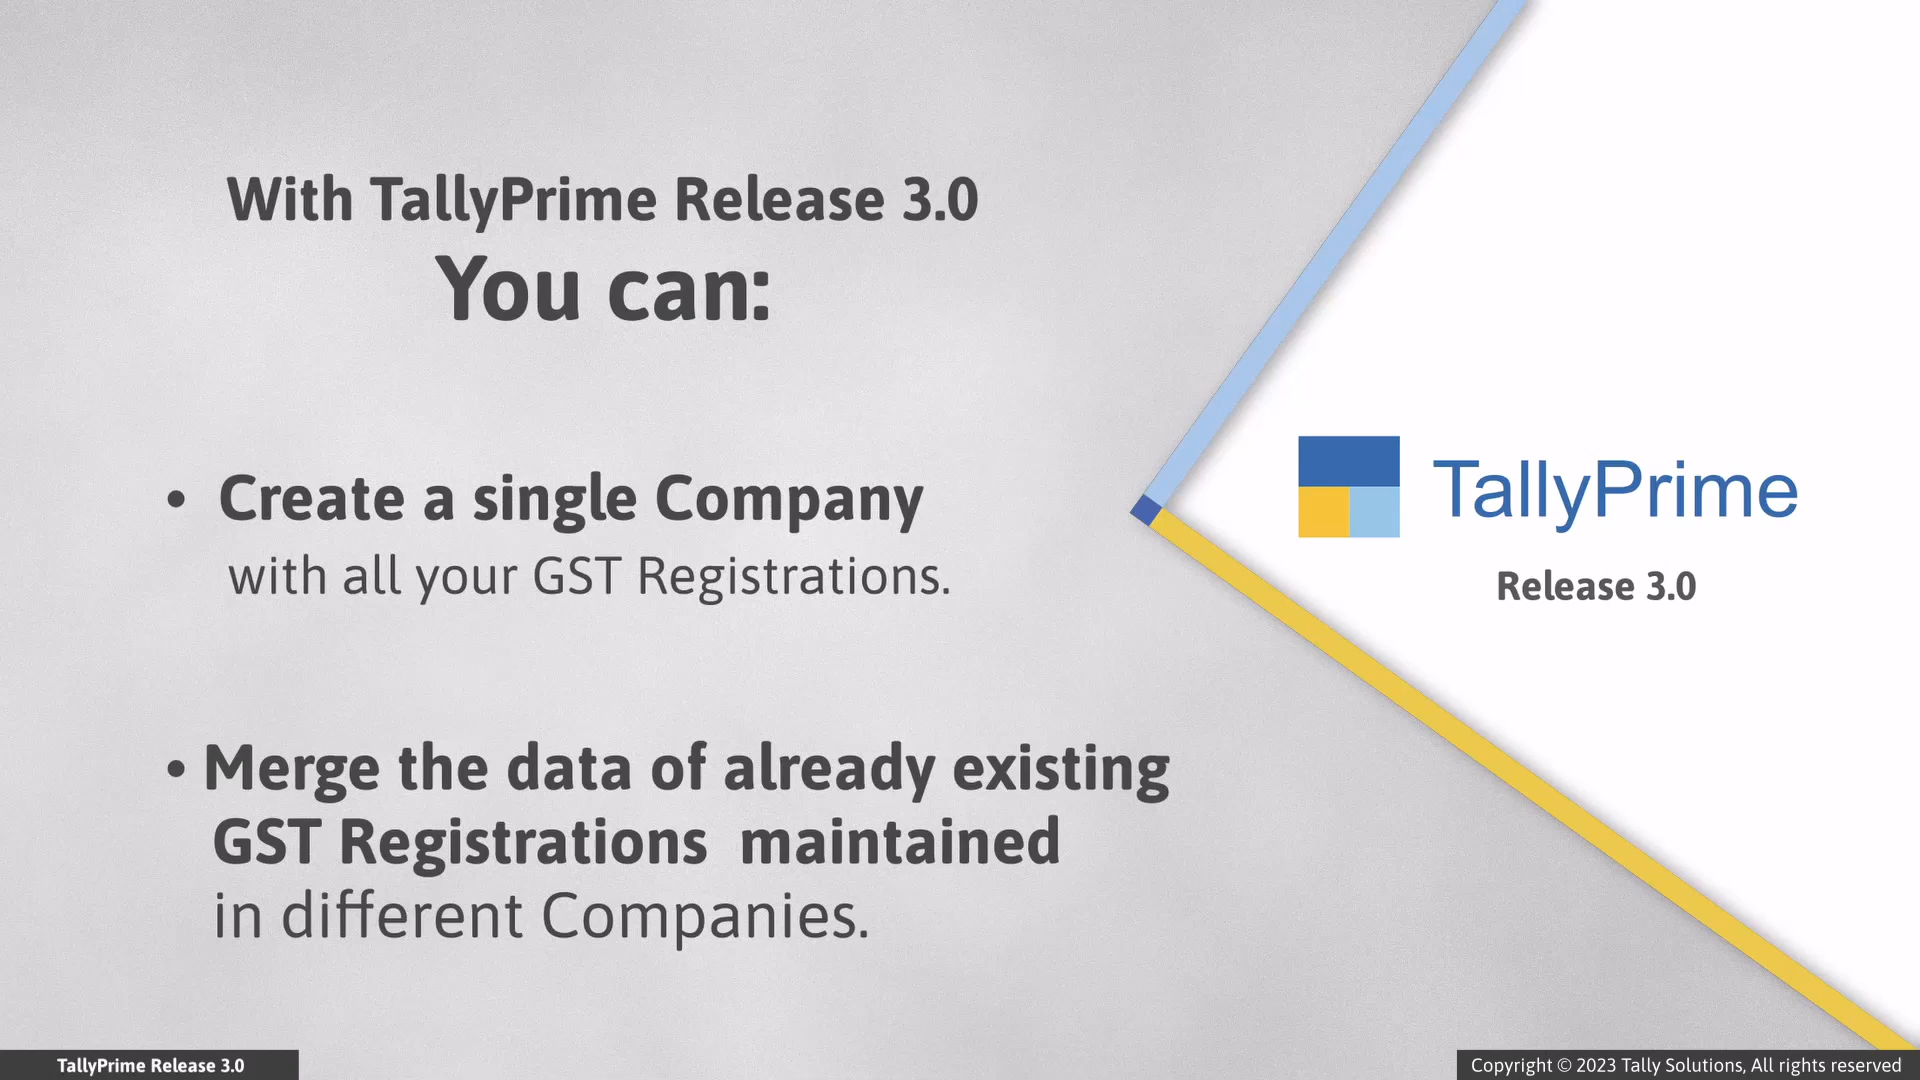 With TallyPrime Release 3.0
You can:
• Create a single Company
with all your GST Registrations.
• Merge the data of already existing
GST Registrations maintained
in different Companies.
TallyPrime
Release 3.0
TallyPrime Release 3.0
Copyright © 2023 Tally Solutions, All rights reserved